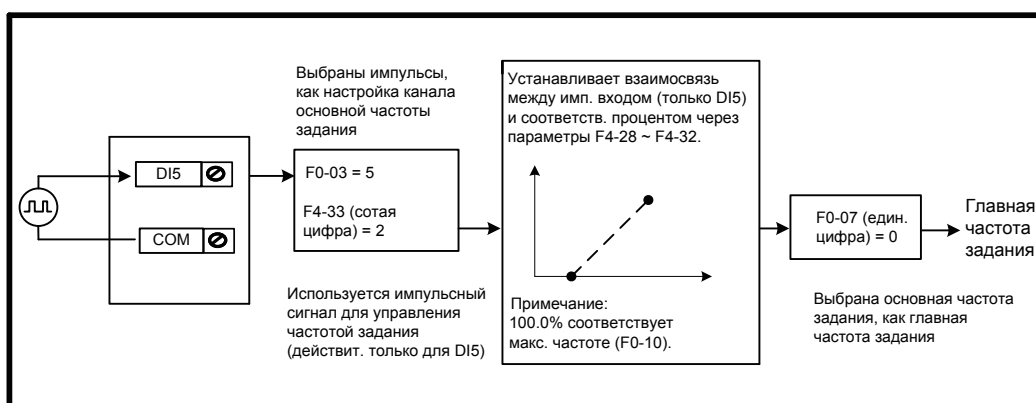 Выбраны импульсы,
как настройка канала
основной частоты
задания
DI5
COM
F0-03 = 5
F4-33 (сотая
цифра) = 2
Используется импульсный
сигнал для управления
частотой задания
(действит. только для DI5)
Устанавливает взаимосвязь
между имп. входом (только DI5)
и соответств. процентом через
параметры F4-28 ~ F4-32.
Примечание:
100.0% соответствует
макс. частоте (F0-10).
F0-07 (един.
цифра) = 0
Выбрана основная частота
задания, как главная
частота задания
Главная
частота
задания